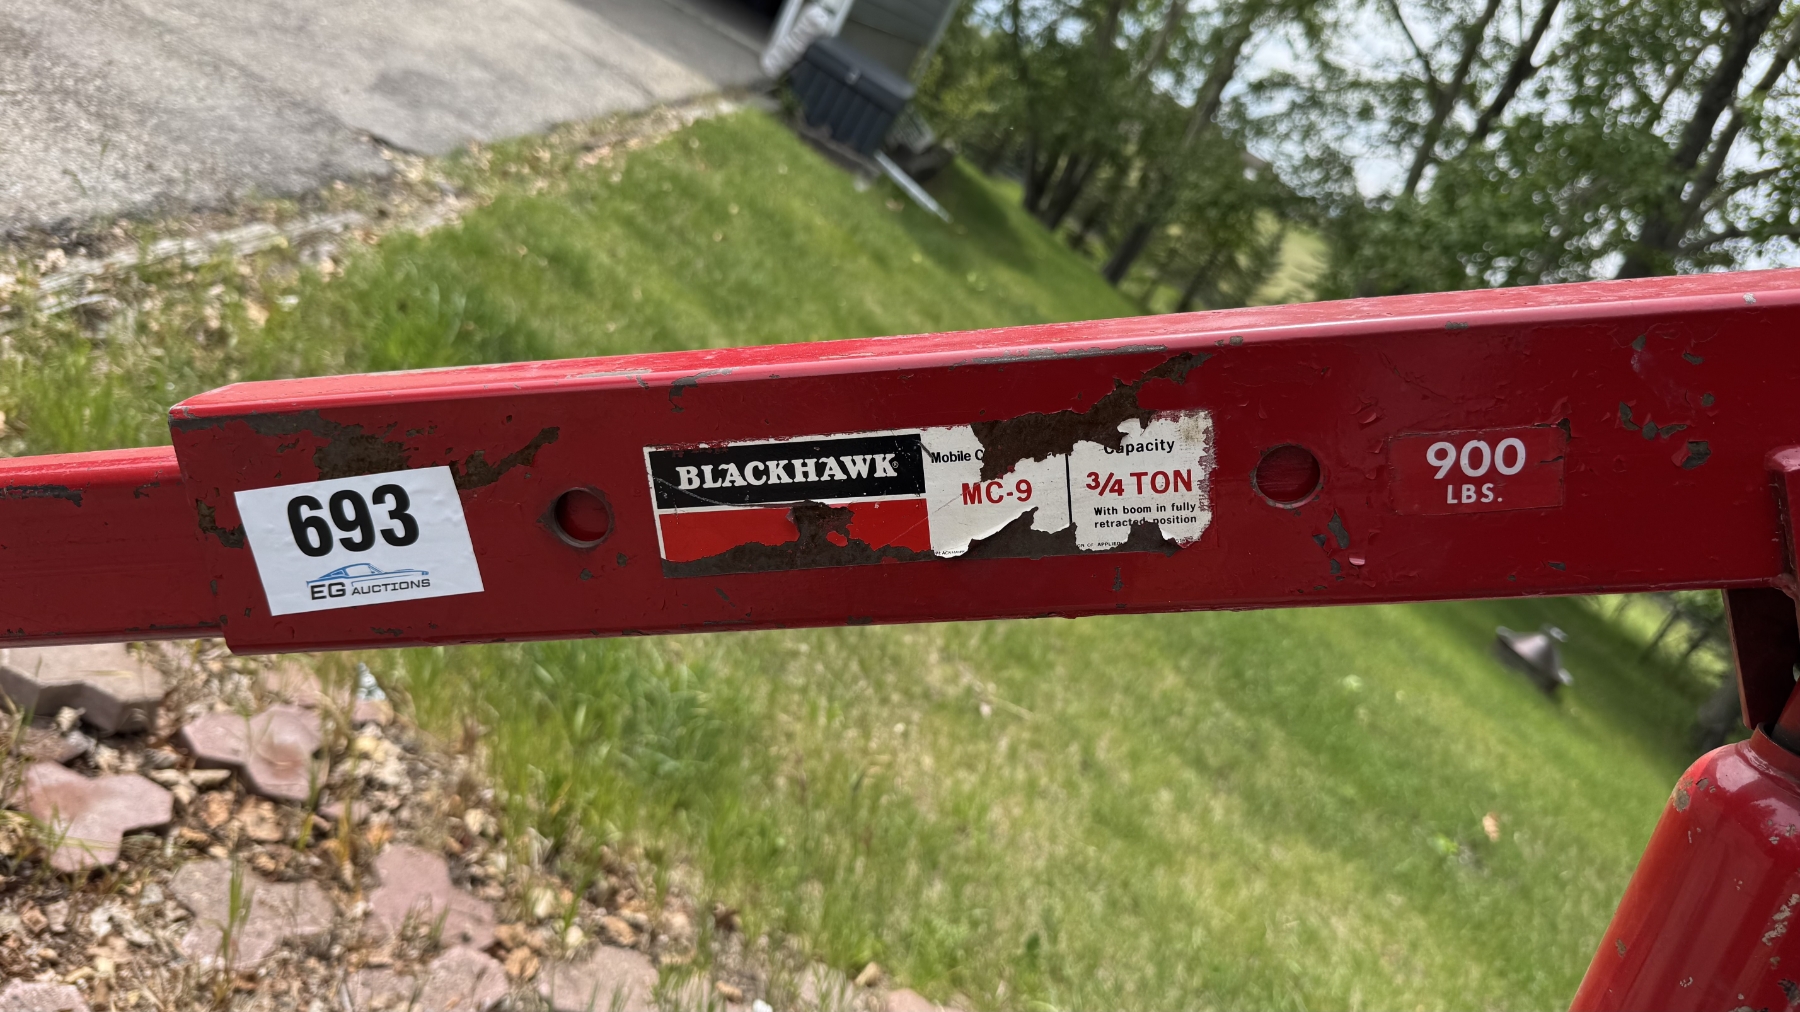 693
EG AUCTIONS
BLACKHAWK®
Mobile
MC-9
Capacity
3/4 TON
With boom in fully
retracted position
900
LBS.